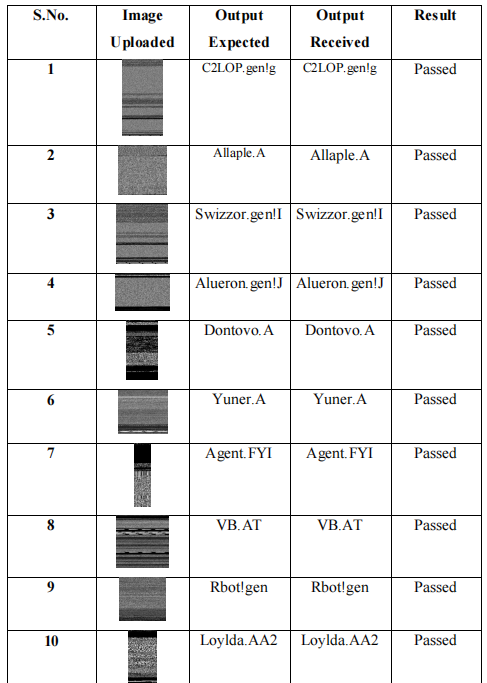 S.No. Image Uploaded Output Expected Output Received Result
1 C2LOP.gen!g C2LOP.gen!g Passed
2 Allaple.A Allaple.A Passed
3 Swizzor.gen!I Swizzor.gen!I Passed
4 Alueron.gen!J Alueron.gen!J Passed
5 Dontovo.A Dontovo.A Passed
6 Yuner.A Yuner.A Passed
7 Agent.FYI Agent.FYI Passed
8 VB.AT VB.AT Passed
9 Rbot!gen Rbot!gen Passed
10 Loylda.AA2 Loylda.AA2 Passed